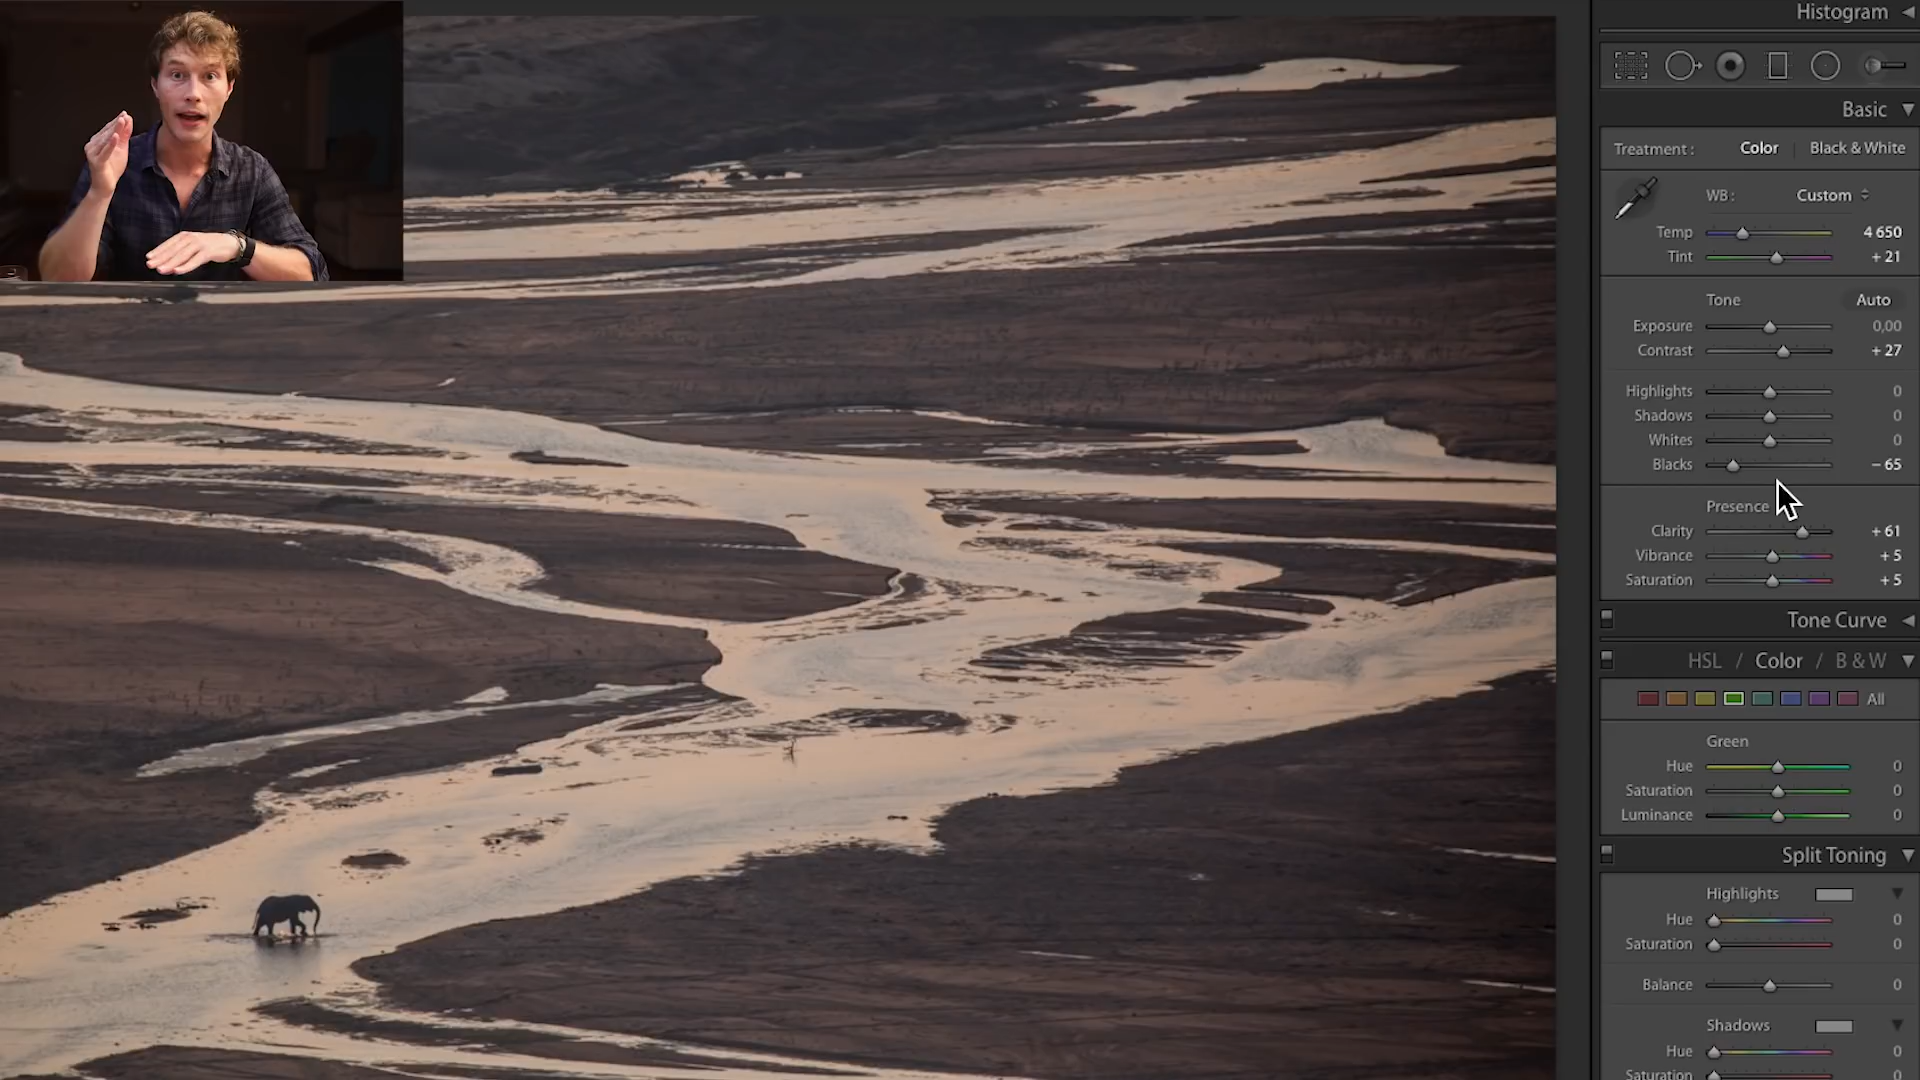 Histogram
Basic
Treatment : Color Black & White
WB : Custom
Temp 4 650
Tint + 21
Tone Auto
Exposure 0,00
Contrast + 27
Highlights 0
Shadows 0
Whites 0
Blacks − 65
Presence
Clarity + 61
Vibrance + 5
Saturation + 5
Tone Curve
HSL / Color / B & W
All
Green
Hue 0
Saturation 0
Luminance 0
Split Toning
Highlights
Hue 0
Saturation 0
Balance 0
Shadows
Hue 0
Saturation 0